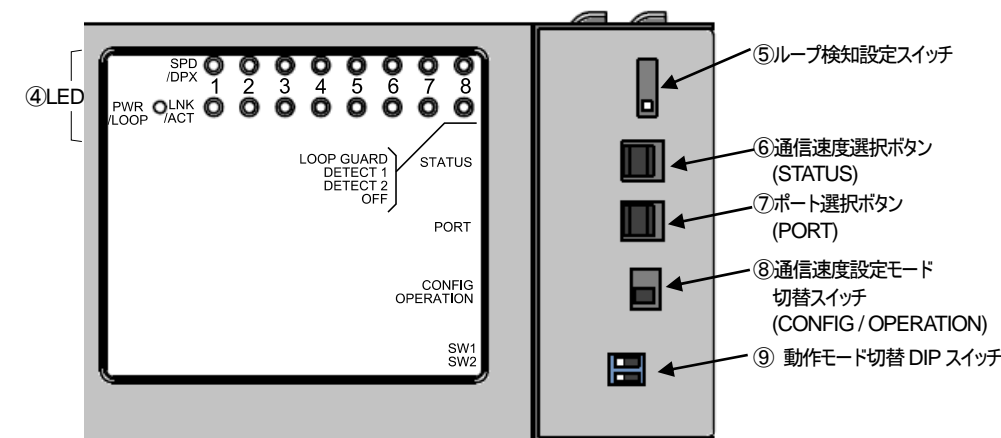 ④LED
SPD
/DPX
1 2 3 4 5 6 7 8
PWR
/LOOP
LNK
/ACT
LOOP GUARD
DETECT 1
DETECT 2
OFF
STATUS
PORT
CONFIG
OPERATION
SW1
SW2
⑤ループ検知設定スイッチ
⑥通信速度選択ボタン
(STATUS)
⑦ポート選択ボタン
(PORT)
⑧通信速度設定モード
切替スイッチ
(CONFIG / OPERATION)
⑨ 動作モード切替 DIP スイッチ